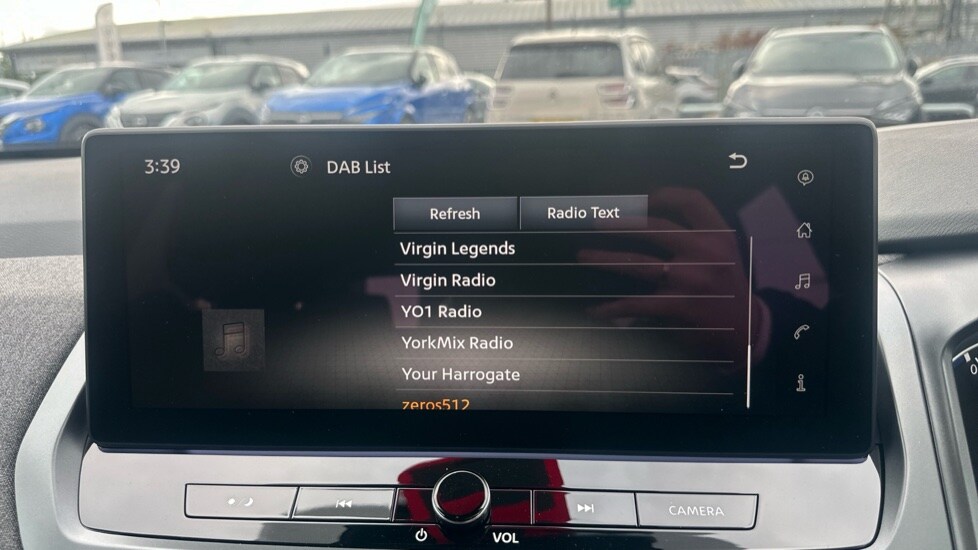 3:39
DAB List
Refresh
Radio Text
Virgin Legends
Virgin Radio
YO1 Radio
YorkMix Radio
Your Harrogate
zeros512
VOL
CAMERA
0